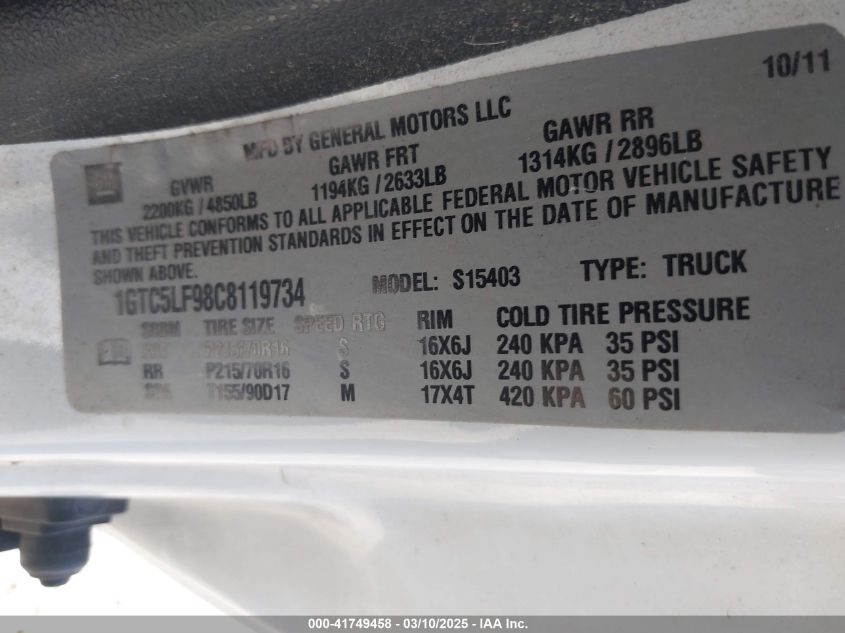 10/11
MFD BY GENERAL MOTORS LLC
GVWR GAWR FRT GAWR RR
2200KG / 4850LB 1194KG / 2633LB 1314KG / 2896LB
THIS VEHICLE CONFORMS TO ALL APPLICABLE FEDERAL MOTOR VEHICLE SAFETY
AND THEFT PREVENTION STANDARDS IN EFFECT ON THE DATE OF MANUFACTURE
SHOWN ABOVE.
1GTC5LF98C8119734 MODEL: S15403 TYPE: TRUCK
TIRE SIZE SPEED RTG RIM COLD TIRE PRESSURE
P215/70R16 S 16X6J 240 KPA 35 PSI
RR P215/70R16 S 16X6J 240 KPA 35 PSI
SPA T155/90D17 M 17X4T 420 KPA 60 PSI
000-41749458 — 03/10/2025 — IAA Inc.